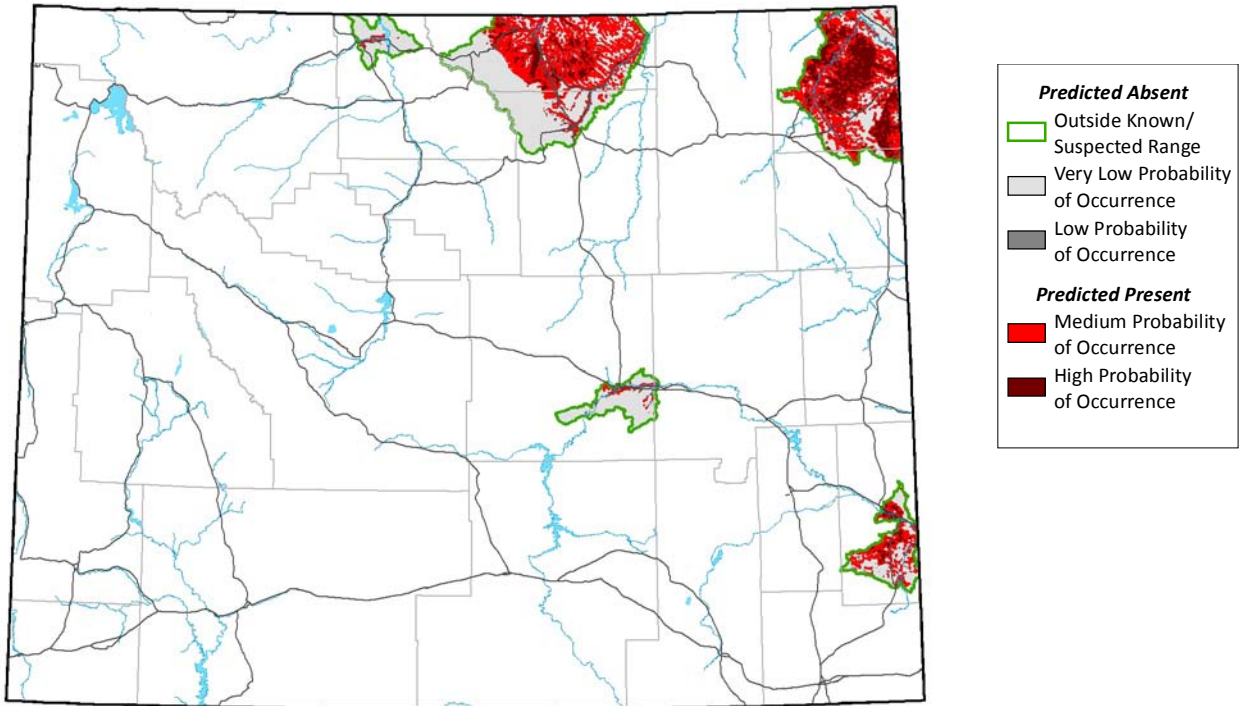 Predicted Absent
Outside Known/
Suspected Range
Very Low Probability
of Occurrence
Low Probability
of Occurrence
Predicted Present
Medium Probability
of Occurrence
High Probability
of Occurrence